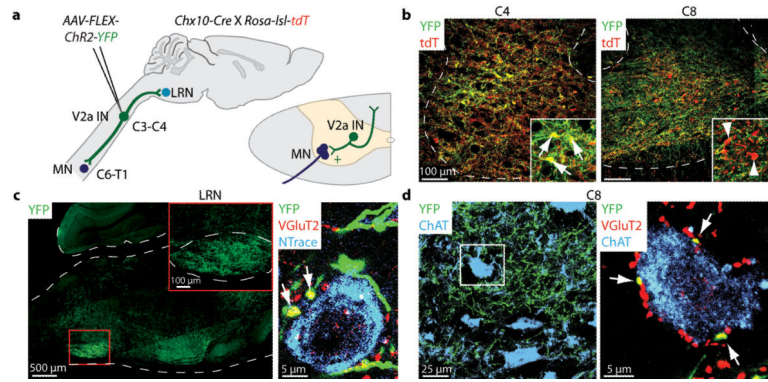 a
AAV-FLEX-
ChR2-YFP
Chx10-Cre X Rosa-lsl-tdT
LRN
V2a IN
C3-C4
MN
C6-T1
V2a IN
MN
+
b
C4
C8
YFP
tdT
100 μm
YFP
tdT
c
LRN
YFP
100 μm
500 μm
YFP
VGluT2
NTrace
5 μm
d
C8
YFP
ChAT
25 μm
YFP
VGluT2
ChAT
5 μm